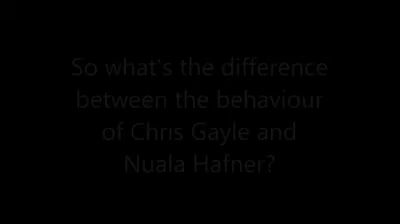 So what's the difference
between the behaviour
of Chris Gayle and
Nuala Hafner?